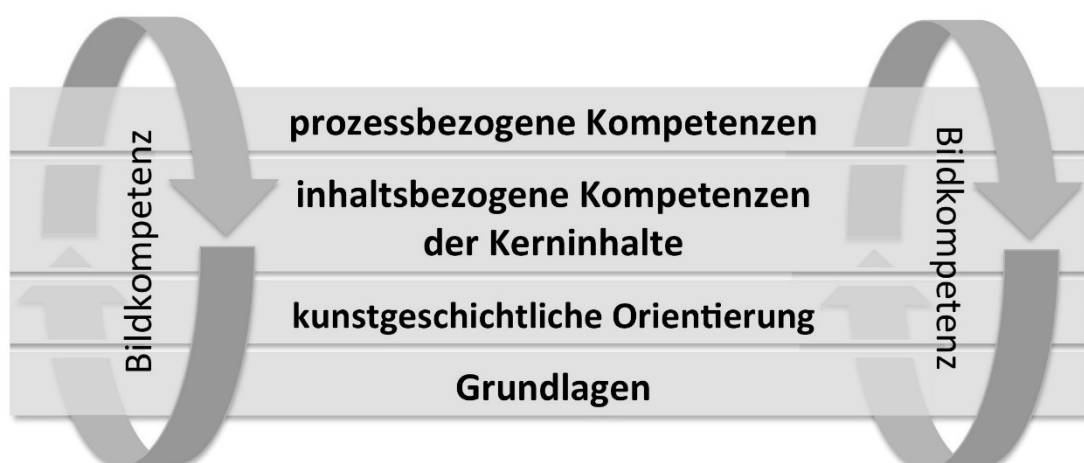 Bildkompetenz
prozessbezogene Kompetenzen
inhaltsbezogene Kompetenzen
der Kerninhalte
kunstgeschichtliche Orientierung
Grundlagen
Bildkompetenz